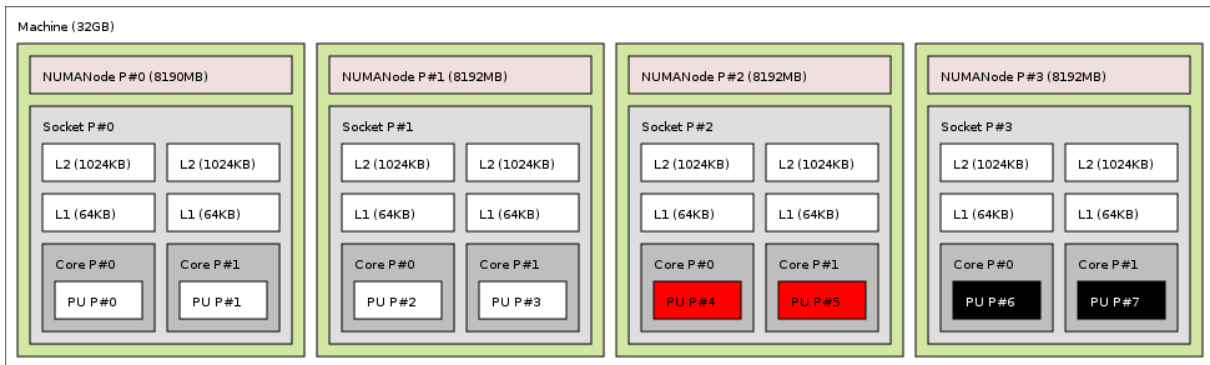 Machine (32GB)
NUMANode P#0 (8190MB)
Socket P#0
L2 (1024KB) L2 (1024KB)
L1 (64KB) L1 (64KB)
Core P#0 Core P#1
PU P#0 PU P#1
NUMANode P#1 (8192MB)
Socket P#1
L2 (1024KB) L2 (1024KB)
L1 (64KB) L1 (64KB)
Core P#0 Core P#1
PU P#2 PU P#3
NUMANode P#2 (8192MB)
Socket P#2
L2 (1024KB) L2 (1024KB)
L1 (64KB) L1 (64KB)
Core P#0 Core P#1
PU P#4 PU P#5
NUMANode P#3 (8192MB)
Socket P#3
L2 (1024KB) L2 (1024KB)
L1 (64KB) L1 (64KB)
Core P#0 Core P#1
PU P#6 PU P#7